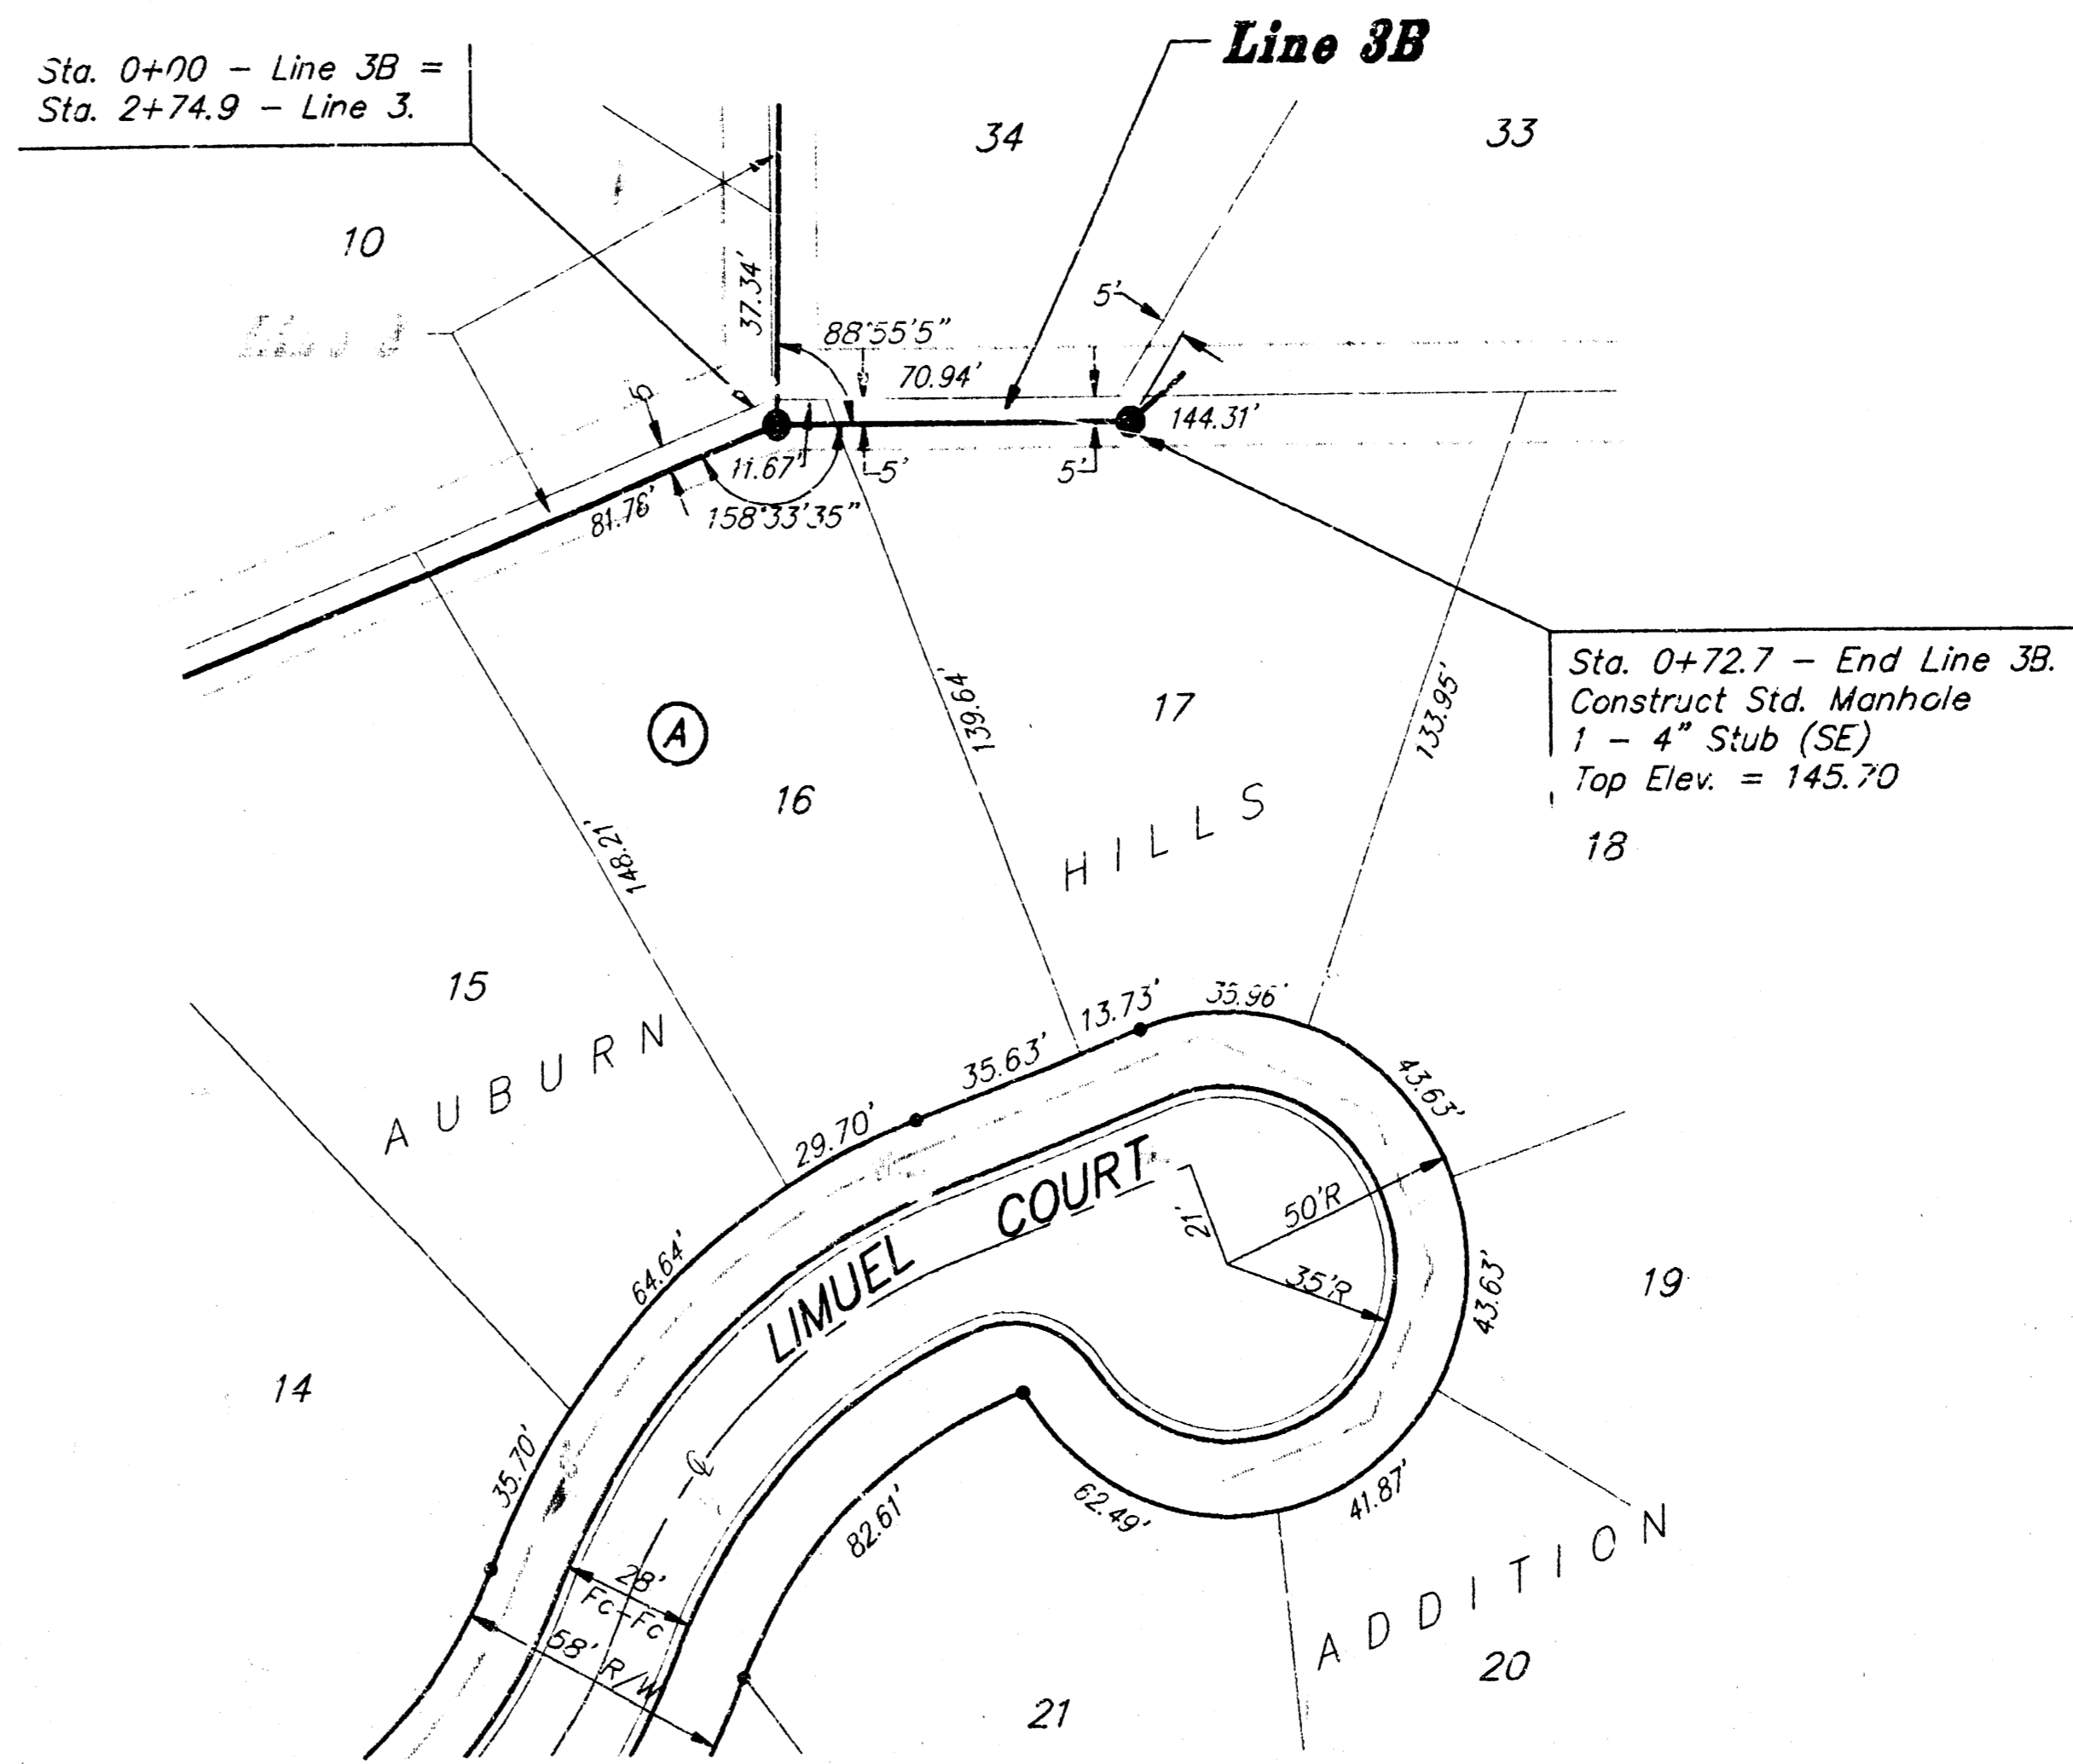 Line 3B
Sta. 0+00 – Line 3B =
Sta. 2+74.9 – Line 3.
34
33
10
37.34'
5'
88°55'5"
70.94'
5
144.31'
11.67'
5'
5'
81.76'
158°33'35"
Sta. 0+72.7 – End Line 3B.
Construct Std. Manhole
1 – 4" Stub (SE)
Top Elev. = 145.70
139.64'
17
133.95'
A
16
148.21'
HILLS
18
15
AUBURN
13.73'
35.96'
35.63'
43.63'
29.70'
LIMUEL COURT
21'
50'R
35'R
64.64'
43.63'
19
14
35.70'
82.61'
62.49'
41.87'
28'
Fc-Fc
58' R/W
ADDITION
20
21